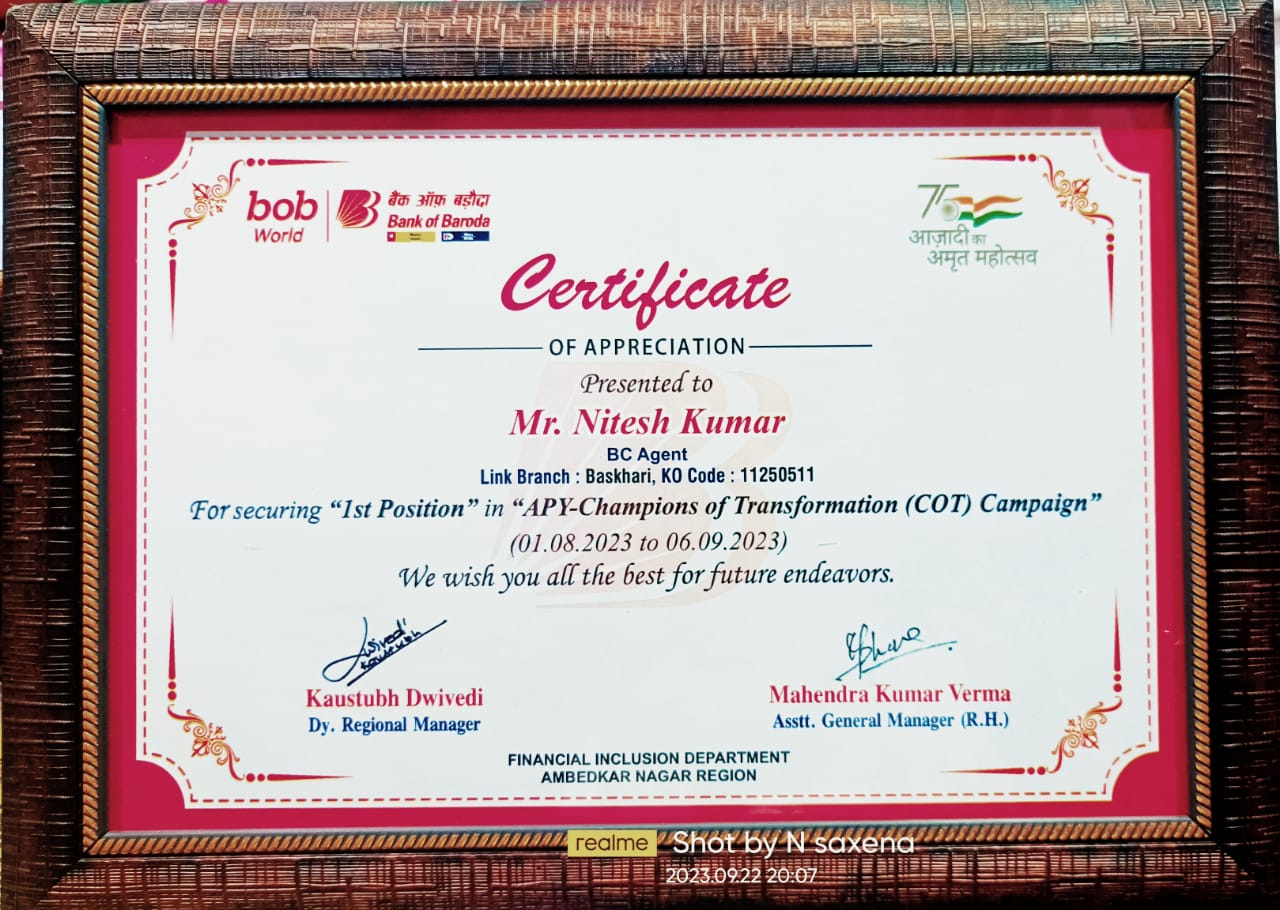 bob
World
बैंक ऑफ़ बड़ौदा
Bank of Baroda
75
आज़ादी का
अमृत महोत्सव
Certificate
OF APPRECIATION
Presented to
Mr. Nitesh Kumar
BC Agent
Link Branch : Baskhari, KO Code : 11250511
For securing “1st Position” in “APY-Champions of Transformation (COT) Campaign”
(01.08.2023 to 06.09.2023)
We wish you all the best for future endeavors.
Dwivedi
Kaustubh
Kaustubh Dwivedi
Dy. Regional Manager
Mahendra Kumar Verma
Asstt. General Manager (R.H.)
FINANCIAL INCLUSION DEPARTMENT
AMBEDKAR NAGAR REGION
realme Shot by N saxena
2023.09.22 20:07